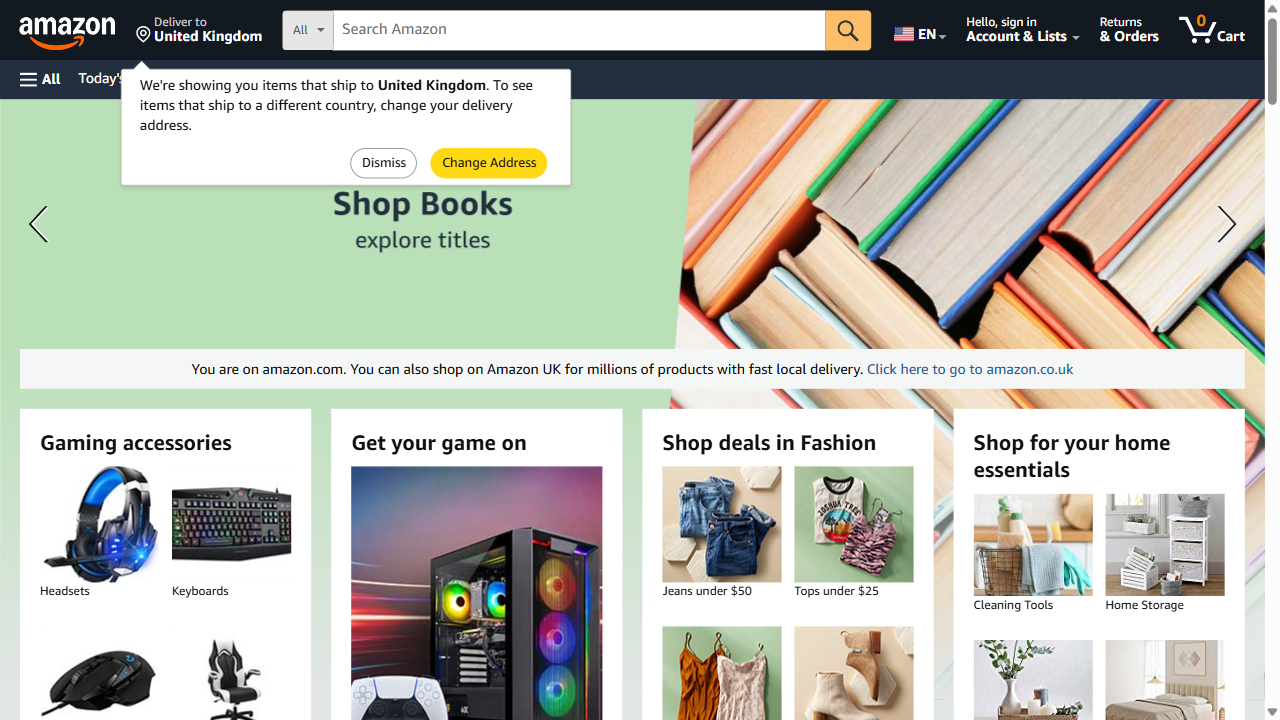 amazon
Deliver to
United Kingdom
All
Search Amazon
EN
Hello, sign in
Account & Lists
Returns
& Orders
0
Cart
All
Today's
We're showing you items that ship to United Kingdom. To see
items that ship to a different country, change your delivery
address.
Dismiss
Change Address
Shop Books
explore titles
You are on amazon.com. You can also shop on Amazon UK for millions of products with fast local delivery. Click here to go to amazon.co.uk
Gaming accessories
Headsets
Keyboards
Get your game on
Shop deals in Fashion
Jeans under $50
JOSHUA TREE
Tops under $25
Shop for your home
essentials
Cleaning Tools
Home Storage